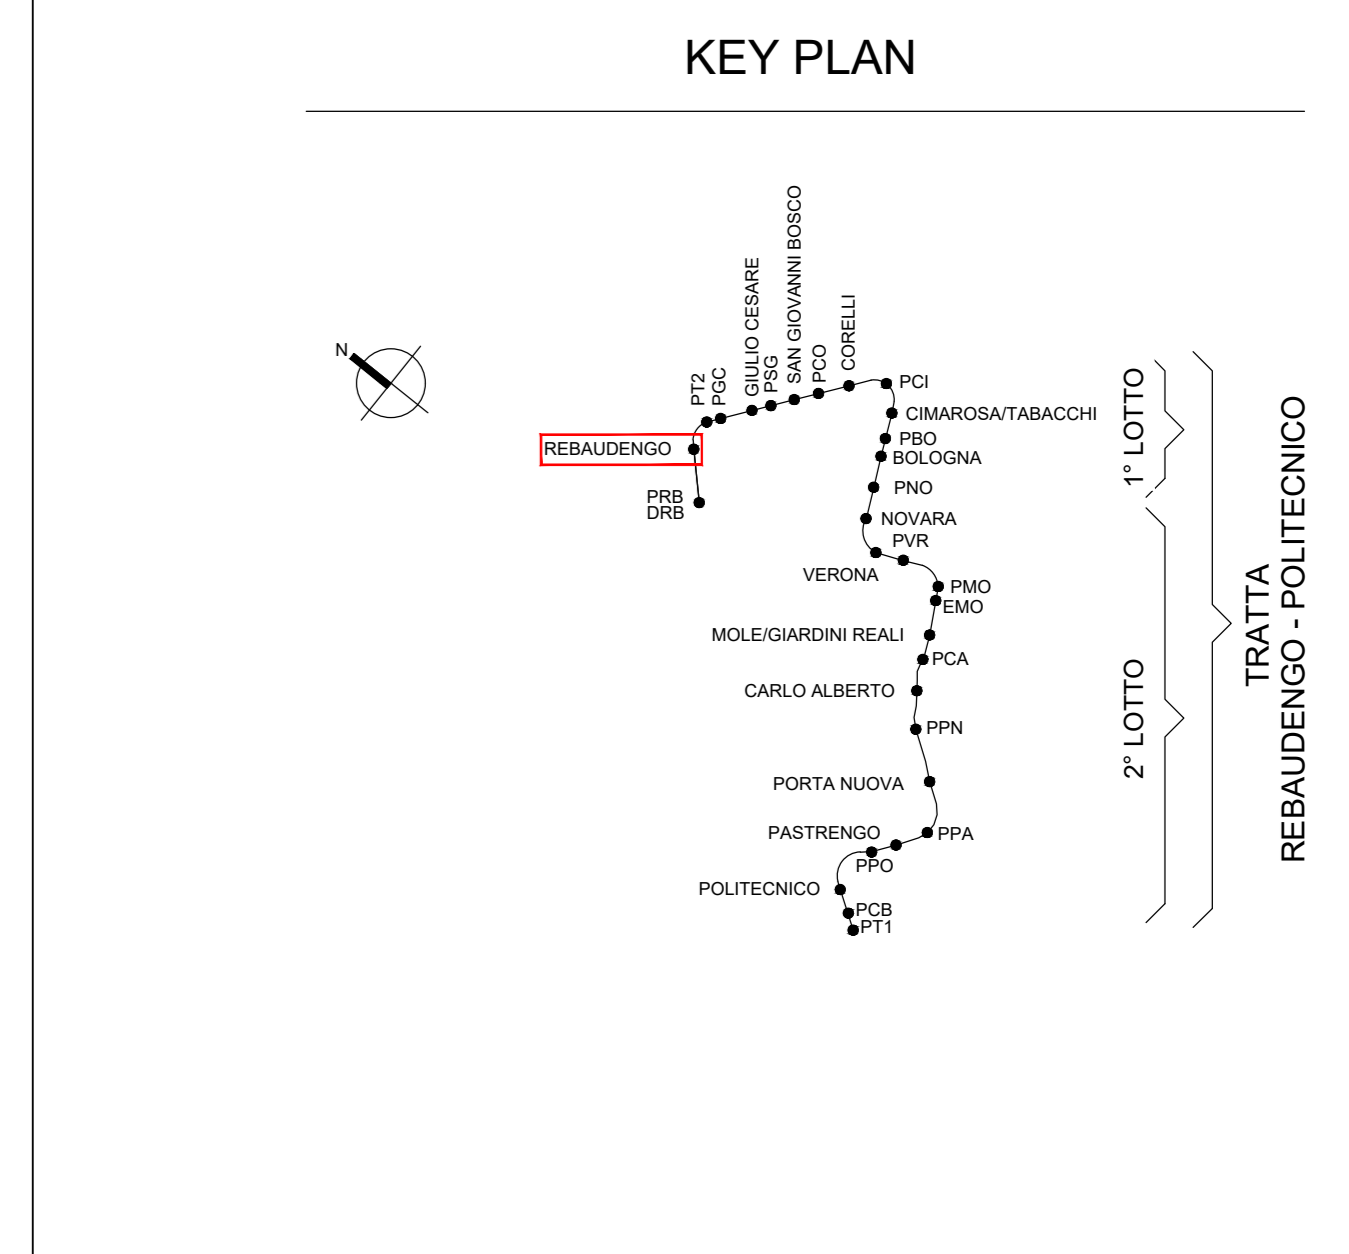 KEY PLAN
N
PT2
PGC
GIULIO CESARE
PSG
SAN GIOVANNI BOSCO
PCO
CORELLI
PCI
CIMAROSA/TABACCHI
REBAUDENGO
PBO
BOLOGNA
PRB
DRB
PNO
NOVARA
PVR
VERONA
PMO
EMO
MOLE/GIARDINI REALI
PCA
CARLO ALBERTO
PPN
PORTA NUOVA
PASTRENGO
PPA
PPO
POLITECNICO
PCB
PT1
1° LOTTO
2° LOTTO
TRATTA
REBAUDENGO - POLITECNICO